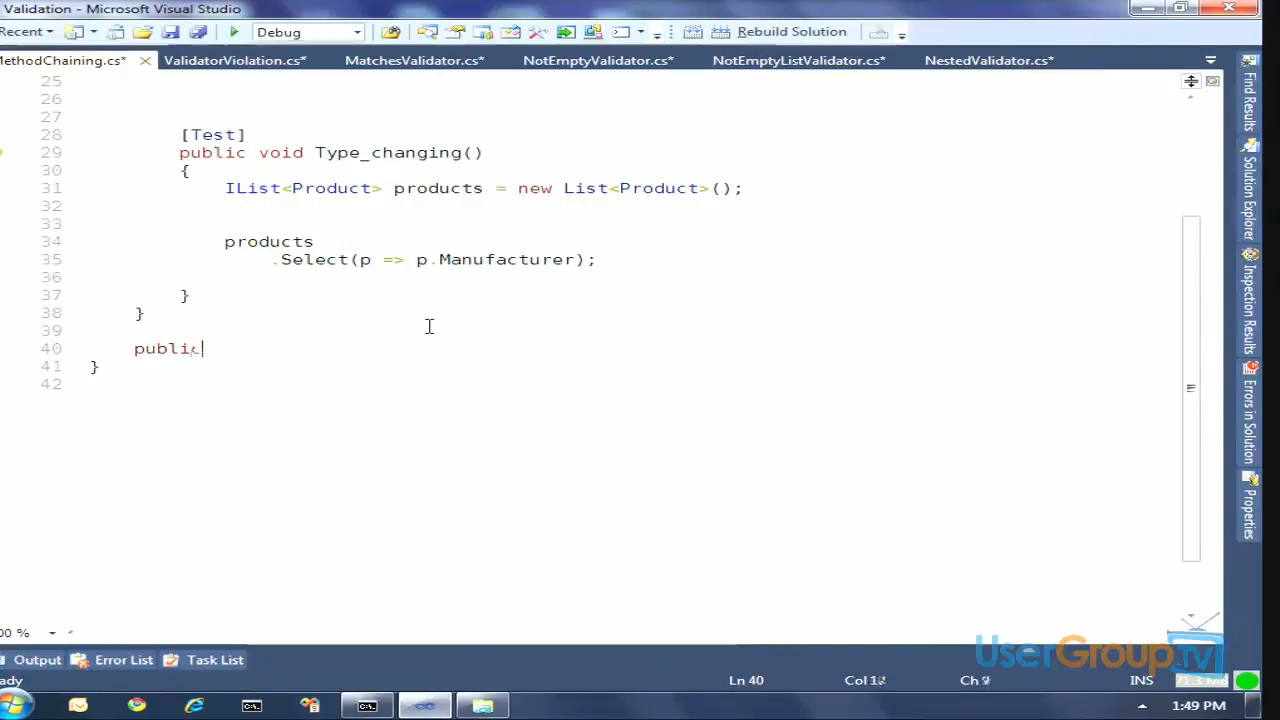 Validation - Microsoft Visual Studio
Recent Debug Rebuild Solution
MethodChaining.cs* ValidatorViolation.cs* MatchesValidator.cs* NotEmptyValidator.cs* NotEmptyListValidator.cs* NestedValidator.cs*
25
26
27
28 [Test]
29 public void Type_changing()
30 {
31 IList<Product> products = new List<Product>();
32
33
34 products
35 .Select(p => p.Manufacturer);
36
37 }
38 }
39
40 public
41 }
42
Find Results
Solution Explorer
Inspection Results
Errors in Solution
Properties
00 %
UserGroup.tv
Output Error List Task List
ady Ln 40 Ch 9 INS
1:49 PM